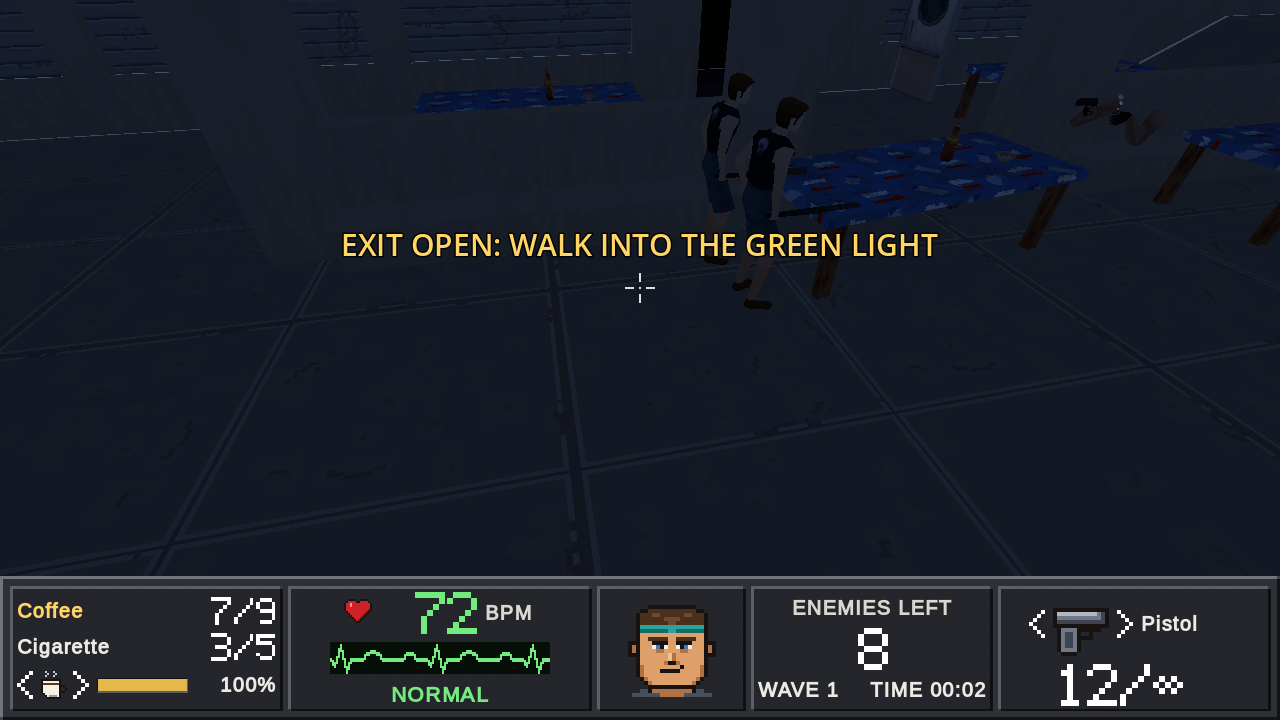 EXIT OPEN: WALK INTO THE GREEN LIGHT
Coffee 7/9
Cigarette 3/5
100%
72 BPM
NORMAL
ENEMIES LEFT
8
WAVE 1 TIME 00:02
Pistol
12/∞